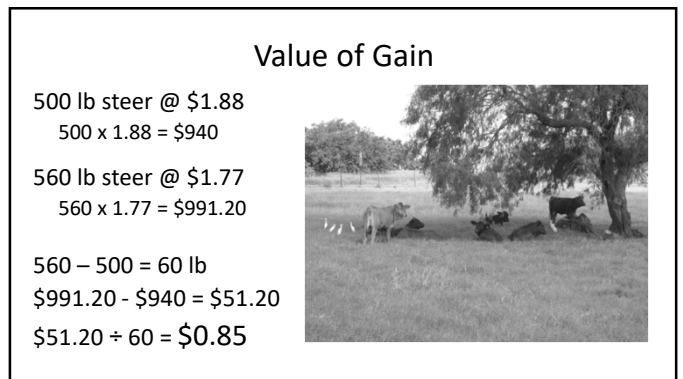 Value of Gain
500 lb steer @ $1.88
500 x 1.88 = $940
560 lb steer @ $1.77
560 x 1.77 = $991.20
560 – 500 = 60 lb
$991.20 - $940 = $51.20
$51.20 ÷ 60 = $0.85